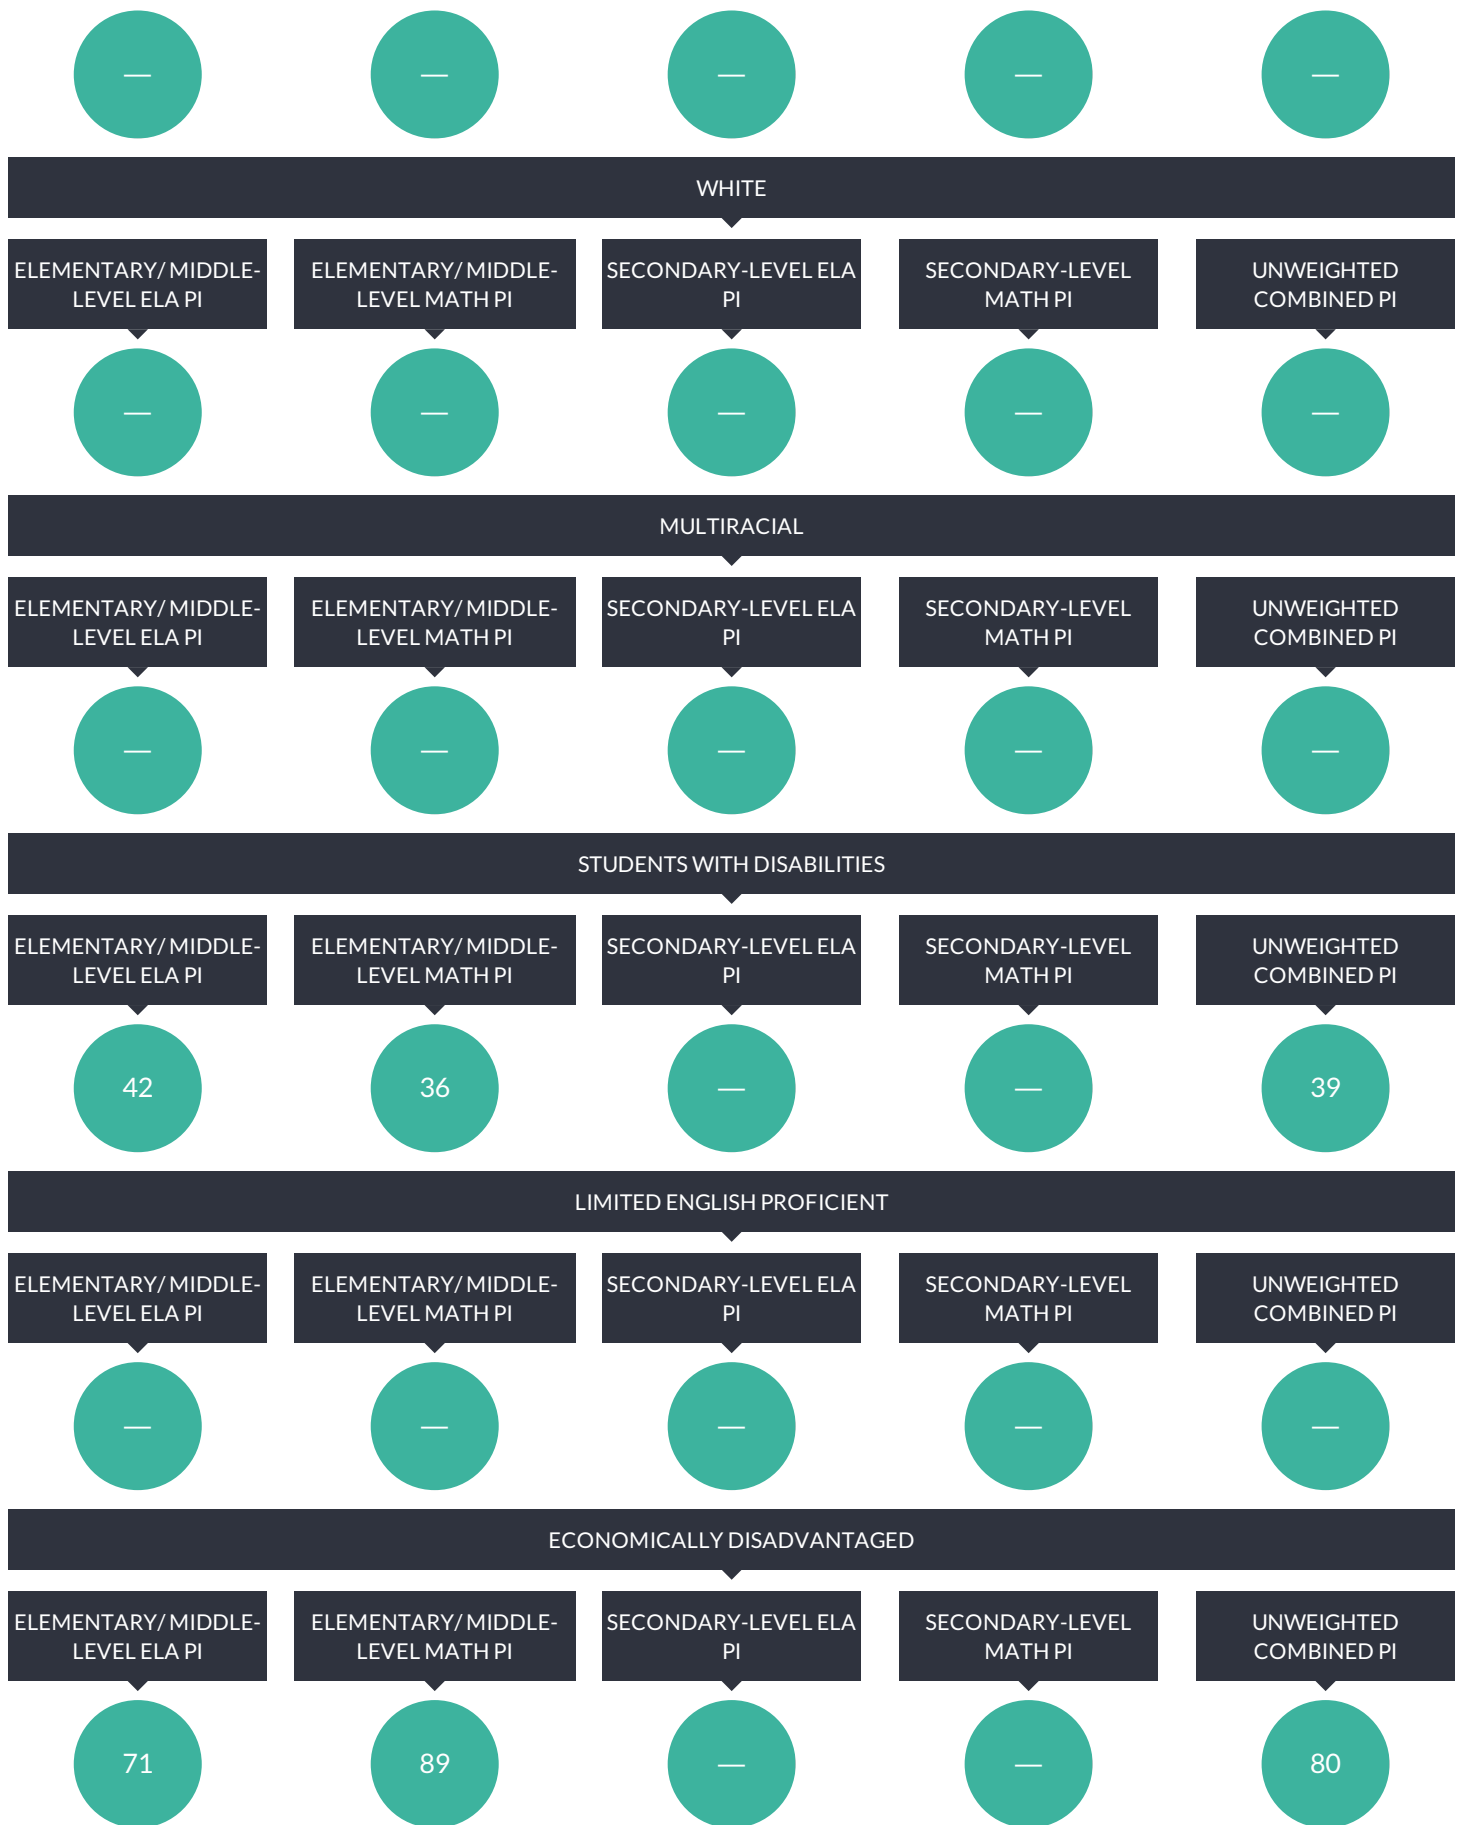 — — — — —
WHITE
ELEMENTARY/ MIDDLE- ELEMENTARY/ MIDDLE- SECONDARY-LEVEL ELA SECONDARY-LEVEL UNWEIGHTED
LEVEL ELA PI LEVEL MATH PI PI MATH PI COMBINED PI
— — — — —
MULTIRACIAL
ELEMENTARY/ MIDDLE- ELEMENTARY/ MIDDLE- SECONDARY-LEVEL ELA SECONDARY-LEVEL UNWEIGHTED
LEVEL ELA PI LEVEL MATH PI PI MATH PI COMBINED PI
— — — — —
STUDENTS WITH DISABILITIES
ELEMENTARY/ MIDDLE- ELEMENTARY/ MIDDLE- SECONDARY-LEVEL ELA SECONDARY-LEVEL UNWEIGHTED
LEVEL ELA PI LEVEL MATH PI PI MATH PI COMBINED PI
42 36 — — 39
LIMITED ENGLISH PROFICIENT
ELEMENTARY/ MIDDLE- ELEMENTARY/ MIDDLE- SECONDARY-LEVEL ELA SECONDARY-LEVEL UNWEIGHTED
LEVEL ELA PI LEVEL MATH PI PI MATH PI COMBINED PI
— — — — —
ECONOMICALLY DISADVANTAGED
ELEMENTARY/ MIDDLE- ELEMENTARY/ MIDDLE- SECONDARY-LEVEL ELA SECONDARY-LEVEL UNWEIGHTED
LEVEL ELA PI LEVEL MATH PI PI MATH PI COMBINED PI
71 89 — — 80